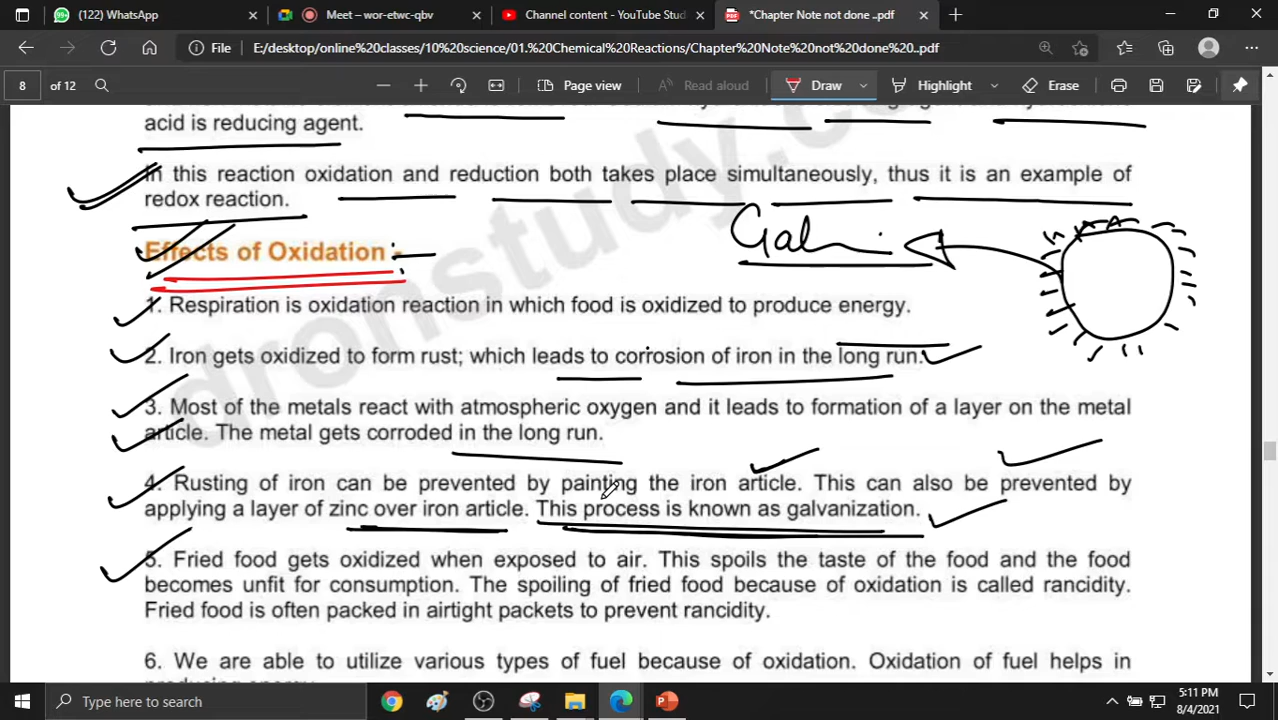 (122) WhatsApp
Meet – wor-etwc-qbv
Channel content - YouTube Stud
*Chapter Note not done ..pdf
File
E:/desktop/online%20classes/10%20science/01.%20Chemical%20Reactions/Chapter%20Note%20not%20done%20..pdf
8 of 12
Page view
Read aloud
Draw
Highlight
Erase
acid is reducing agent.
In this reaction oxidation and reduction both takes place simultaneously, thus it is an example of
redox reaction.
Gal
Effects of Oxidation :-
1. Respiration is oxidation reaction in which food is oxidized to produce energy.
2. Iron gets oxidized to form rust; which leads to corrosion of iron in the long run.
3. Most of the metals react with atmospheric oxygen and it leads to formation of a layer on the metal
article. The metal gets corroded in the long run.
4. Rusting of iron can be prevented by painting the iron article. This can also be prevented by
applying a layer of zinc over iron article. This process is known as galvanization.
5. Fried food gets oxidized when exposed to air. This spoils the taste of the food and the food
becomes unfit for consumption. The spoiling of fried food because of oxidation is called rancidity.
Fried food is often packed in airtight packets to prevent rancidity.
6. We are able to utilize various types of fuel because of oxidation. Oxidation of fuel helps in
dronstudy.com
Type here to search
5:11 PM
8/4/2021